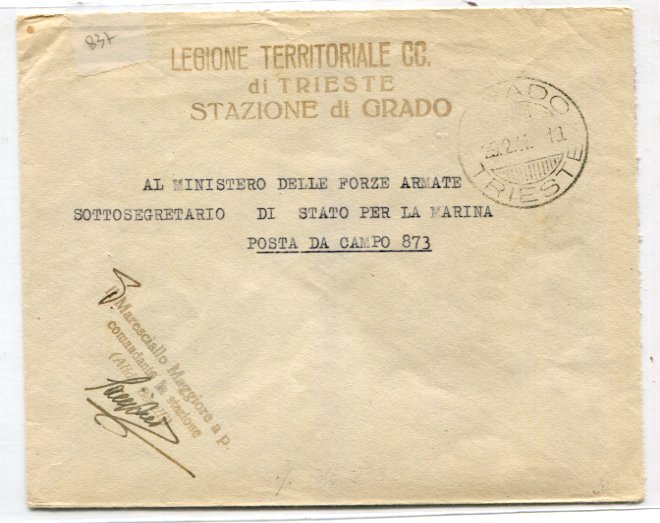 837
LEGIONE TERRITORIALE CC.
di TRIESTE
STAZIONE di GRADO
GRADO
TRIESTE
AL MINISTERO DELLE FORZE ARMATE
SOTTOSEGRETARIO DI STATO PER LA MARINA
POSTA DA CAMPO 873
Il Maresciallo Maggiore a p.
comandante la stazione